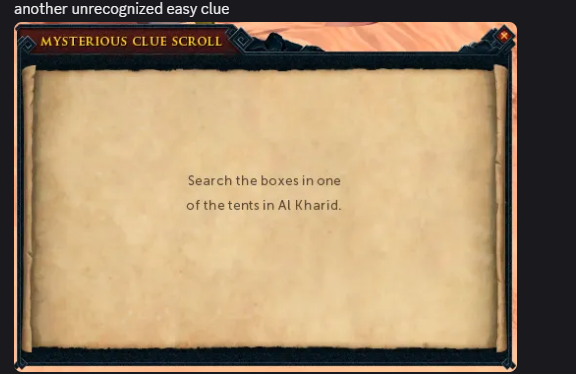 another unrecognized easy clue
MYSTERIOUS CLUE SCROLL
Search the boxes in one
of the tents in Al Kharid.